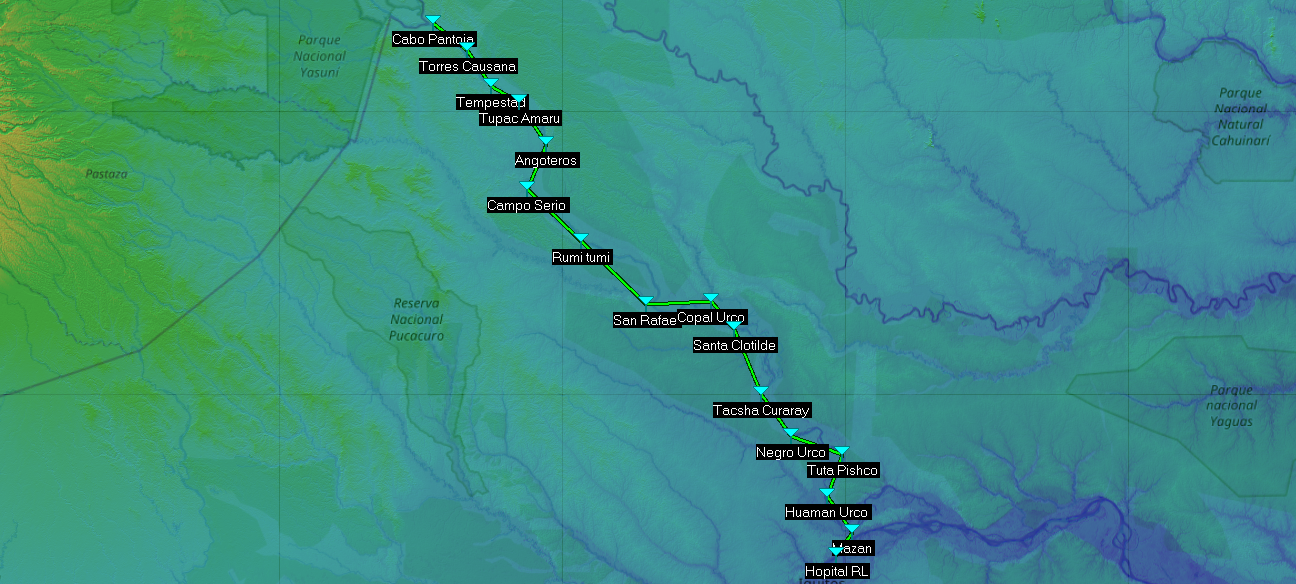 Cabo Pantoja
Parque
Nacional
Yasuní
Torres Causana
Tempestad
Tupac Amaru
Parque
Nacional
Natural
Cahuinarí
Angoteros
Pastaza
Campo Serio
Rumi tumi
Reserva
Nacional
Pucacuro
San Rafae
Copal Urco
Santa Clotilde
Parque
nacional
Yaguas
Tacsha Curaray
Negro Urco
Tuta Pishco
Huaman Urco
Mazan
Hopital RL